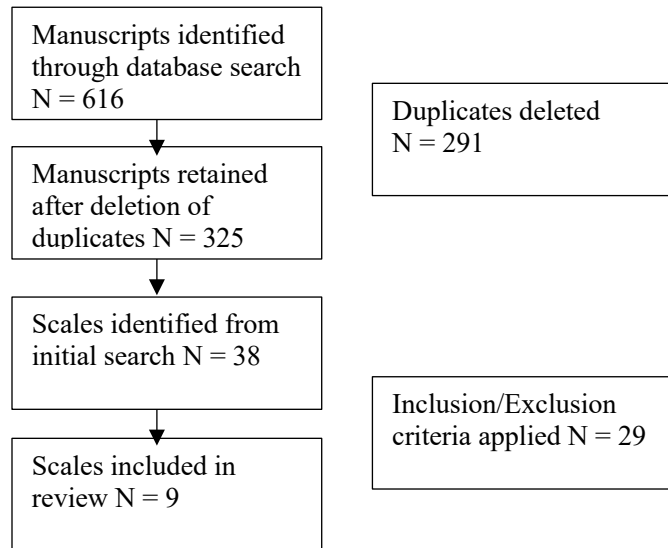 Manuscripts identified
through database search
N = 616
Duplicates deleted
N = 291
Manuscripts retained
after deletion of
duplicates N = 325
Scales identified from
initial search N = 38
Inclusion/Exclusion
criteria applied N = 29
Scales included in
review N = 9